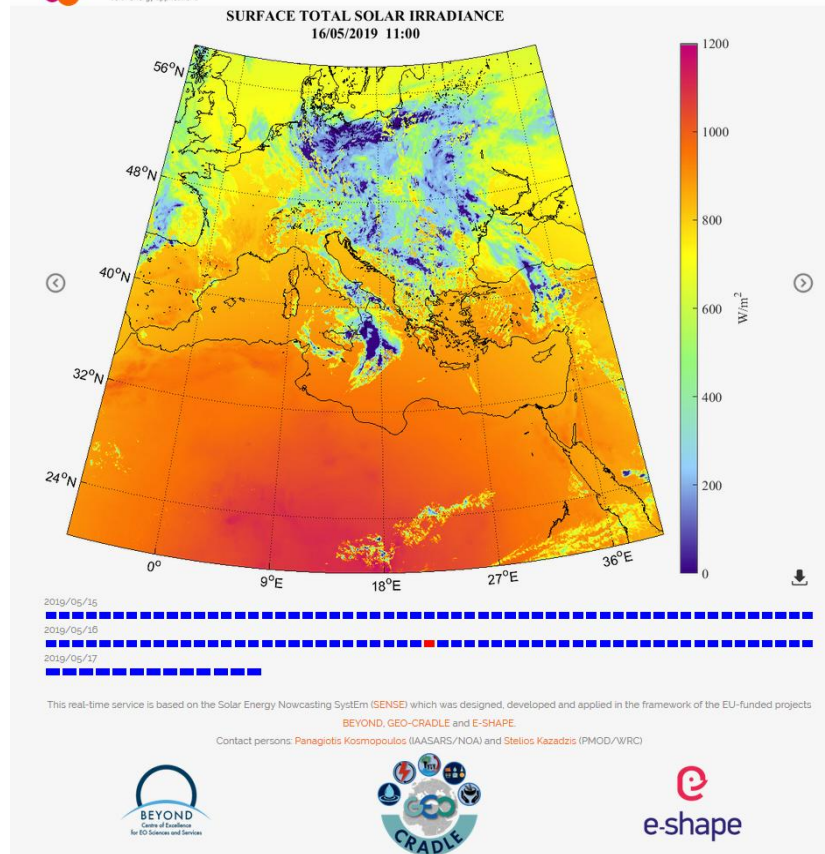 SURFACE TOTAL SOLAR IRRADIANCE
16/05/2019 11:00
56°N
48°N
40°N
32°N
24°N
0°
9°E
18°E
27°E
36°E
1200
1000
800
600
400
200
0
W/m²
2019/05/15
2019/05/16
2019/05/17
This real-time service is based on the Solar Energy Nowcasting SystEm (SENSE) which was designed, developed and applied in the framework of the EU-funded projects
BEYOND, GEO-CRADLE and E-SHAPE.
Contact persons: Panagiotis Kosmopoulos (IAASARS/NOA) and Stelios Kazadzis (PMOD/WRC)
BEYOND
Centre of Excellence
for EO Sciences and Services
GEO
CRADLE
e-shape